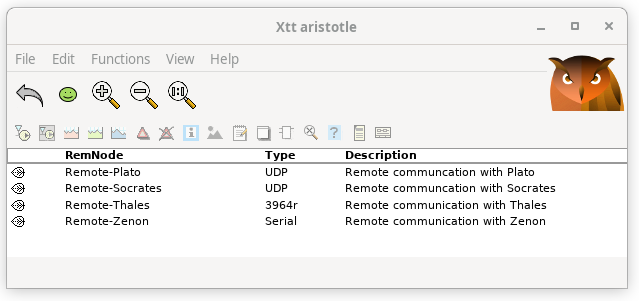 Xtt aristotle
File Edit Functions View Help
RemNode Type Description
Remote-Plato UDP Remote communcation with Plato
Remote-Socrates UDP Remote communcation with Socrates
Remote-Thales 3964r Remote communication with Thales
Remote-Zenon Serial Remote communication with Zenon